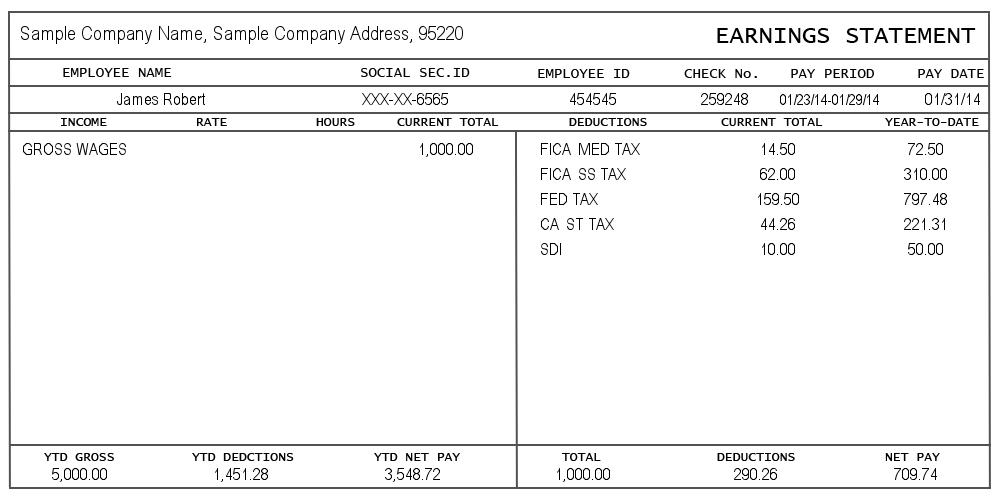 Sample Company Name, Sample Company Address, 95220 EARNINGS STATEMENT
EMPLOYEE NAME SOCIAL SEC.ID EMPLOYEE ID CHECK No. PAY PERIOD PAY DATE
James Robert XXX-XX-6565 454545 259248 01/23/14-01/29/14 01/31/14
INCOME RATE HOURS CURRENT TOTAL DEDUCTIONS CURRENT TOTAL YEAR-TO-DATE
GROSS WAGES 1,000.00 FICA MED TAX 14.50 72.50
FICA SS TAX 62.00 310.00
FED TAX 159.50 797.48
CA ST TAX 44.26 221.31
SDI 10.00 50.00
YTD GROSS YTD DEDCTIONS YTD NET PAY TOTAL DEDUCTIONS NET PAY
5,000.00 1,451.28 3,548.72 1,000.00 290.26 709.74